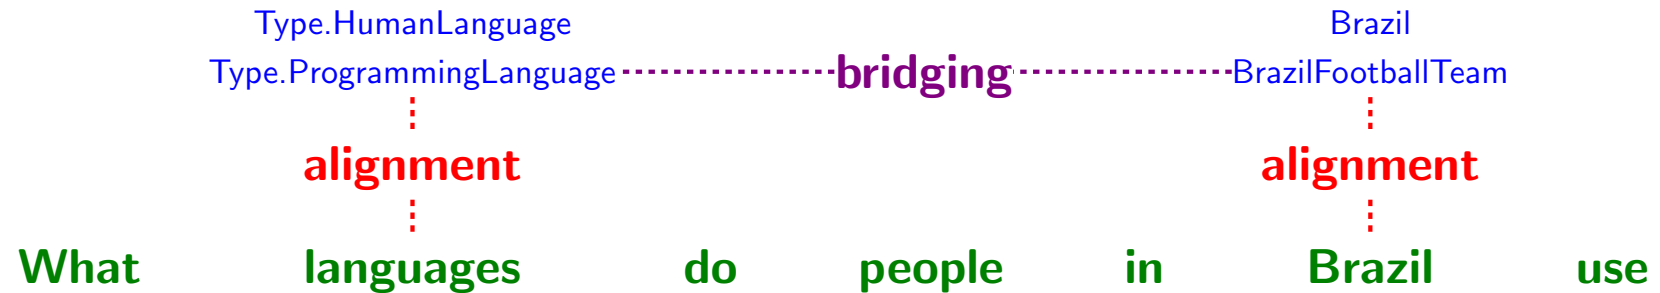 Type.HumanLanguage Brazil
Type.ProgrammingLanguage bridging BrazilFootballTeam
alignment alignment
What languages do people in Brazil use